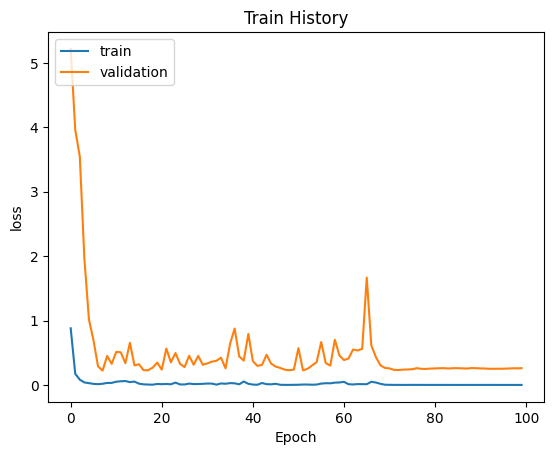 Train History
train
validation
5
4
3
2
1
0
loss
0 20 40 60 80 100
Epoch